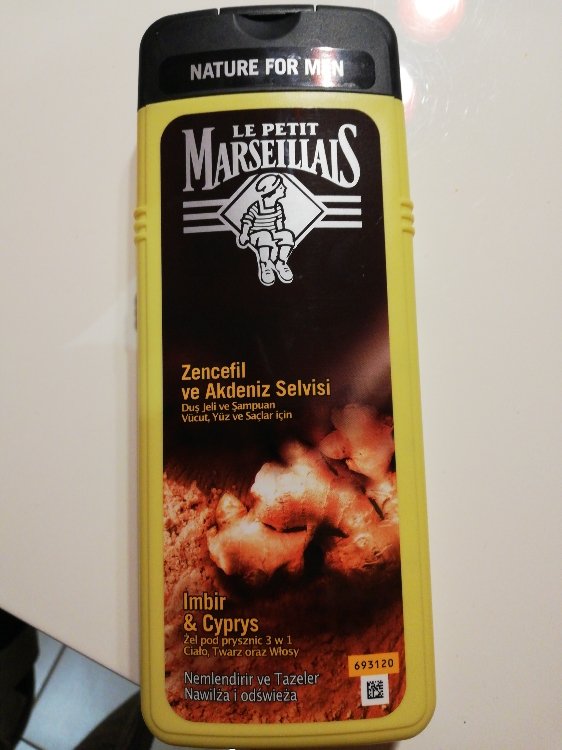 NATURE FOR MEN
LE PETIT
MARSEILLAIS
Zencefil
ve Akdeniz Selvisi
Duş Jeli ve Şampuan
Vücut, Yüz ve Saçlar için
Imbir
& Cyprys
Żel pod prysznic 3 w 1
Ciało, Twarz oraz Włosy
693120
Nemlendirir ve Tazeler
Nawilża i odświeża